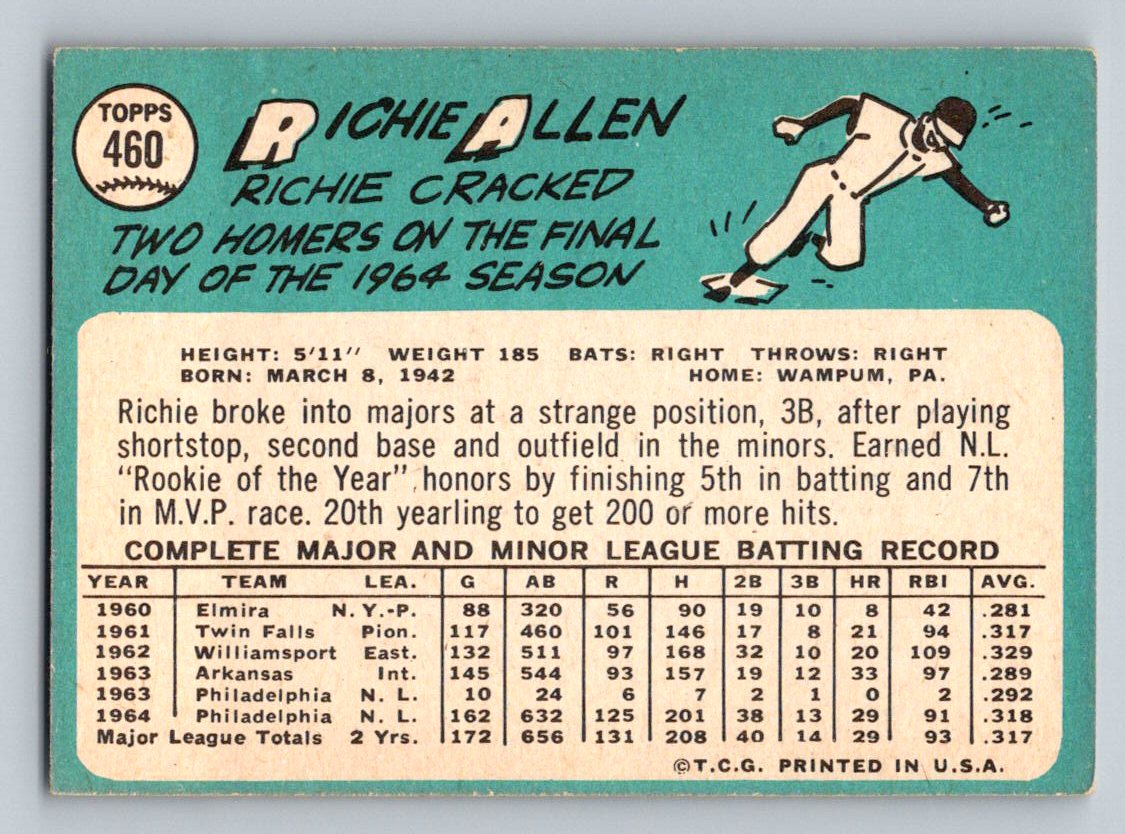 TOPPS
460
RICHIE ALLEN
RICHIE CRACKED
TWO HOMERS ON THE FINAL
DAY OF THE 1964 SEASON
HEIGHT: 5'11" WEIGHT 185 BATS: RIGHT THROWS: RIGHT
BORN: MARCH 8, 1942 HOME: WAMPUM, PA.
Richie broke into majors at a strange position, 3B, after playing
shortstop, second base and outfield in the minors. Earned N.L.
"Rookie of the Year" honors by finishing 5th in batting and 7th
in M.V.P. race. 20th yearling to get 200 or more hits.
COMPLETE MAJOR AND MINOR LEAGUE BATTING RECORD
YEAR TEAM LEA. G AB R H 2B 3B HR RBI AVG.
1960 Elmira N. Y.-P. 88 320 56 90 19 10 8 42 .281
1961 Twin Falls Pion. 117 460 101 146 17 8 21 94 .317
1962 Williamsport East. 132 511 97 168 32 10 20 109 .329
1963 Arkansas Int. 145 544 93 157 19 12 33 97 .289
1963 Philadelphia N. L. 10 24 6 7 2 1 0 2 .292
1964 Philadelphia N. L. 162 632 125 201 38 13 29 91 .318
Major League Totals 2 Yrs. 172 656 131 208 40 14 29 93 .317
©T.C.G. PRINTED IN U.S.A.